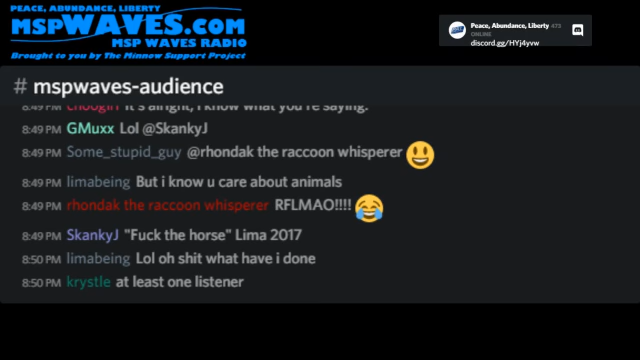 PEACE, ABUNDANCE, LIBERTY
MSPWAVES.COM
MSP WAVES RADIO
Brought to you by The Minnow Support Project
Peace, Abundance, Liberty 473
ONLINE
discord.gg/HYj4yvw
# mspwaves-audience
8:49 PM choogirl It's alright, I know what you're saying.
8:49 PM GMuxx Lol @SkankyJ
8:49 PM Some_stupid_guy @rhondak the raccoon whisperer 😃
8:49 PM limabeing But i know u care about animals
8:49 PM rhondak the raccoon whisperer RFLMAO!!!! 😂
8:49 PM SkankyJ "Fuck the horse" Lima 2017
8:50 PM limabeing Lol oh shit what have i done
8:50 PM krystle at least one listener